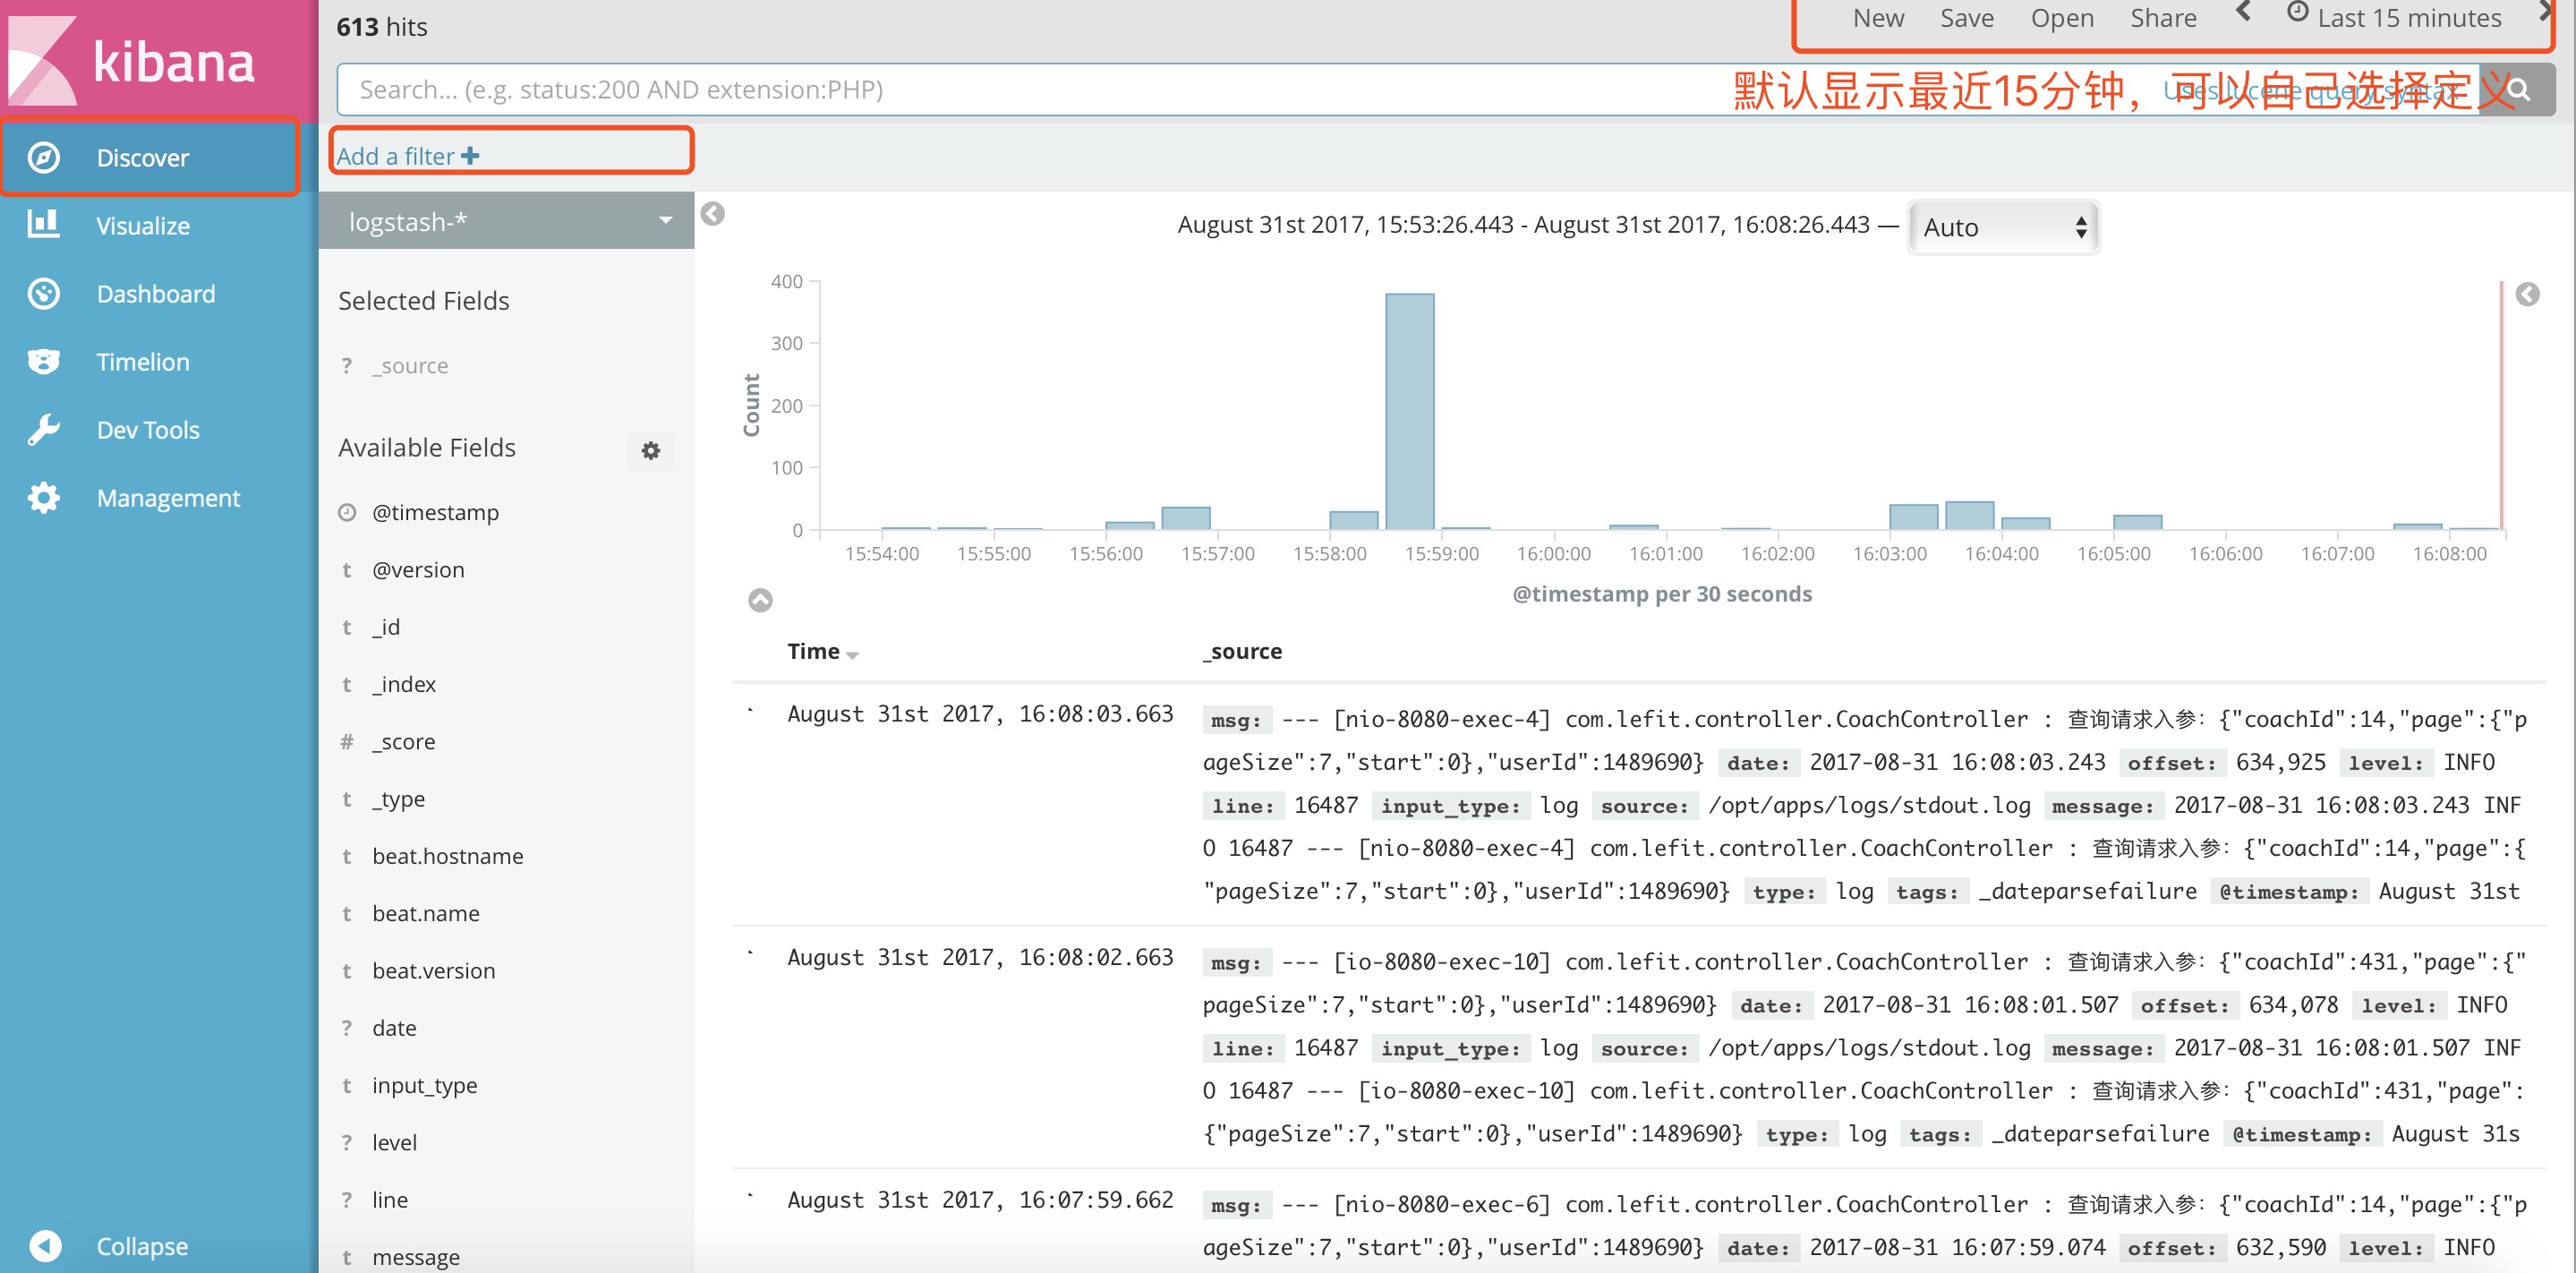 kibana
Discover
Visualize
Dashboard
Timelion
Dev Tools
Management
Collapse
613 hits
New Save Open Share Last 15 minutes
Search... (e.g. status:200 AND extension:PHP)
Uses lucene query syntax
默认显示最近15分钟，可以自己选择定义
Add a filter +
logstash-*
Selected Fields
? _source
Available Fields
@timestamp
t @version
t _id
t _index
# _score
t _type
t beat.hostname
t beat.name
t beat.version
? date
t input_type
? level
? line
t message
August 31st 2017, 15:53:26.443 - August 31st 2017, 16:08:26.443 — Auto
Count
400
300
200
100
0
15:54:00 15:55:00 15:56:00 15:57:00 15:58:00 15:59:00 16:00:00 16:01:00 16:02:00 16:03:00 16:04:00 16:05:00 16:06:00 16:07:00 16:08:00
@timestamp per 30 seconds
Time _source
August 31st 2017, 16:08:03.663 msg: --- [nio-8080-exec-4] com.lefit.controller.CoachController : 查询请求入参：{"coachId":14,"page":{"p
ageSize":7,"start":0},"userId":1489690} date: 2017-08-31 16:08:03.243 offset: 634,925 level: INFO
line: 16487 input_type: log source: /opt/apps/logs/stdout.log message: 2017-08-31 16:08:03.243 INF
O 16487 --- [nio-8080-exec-4] com.lefit.controller.CoachController : 查询请求入参：{"coachId":14,"page":{
"pageSize":7,"start":0},"userId":1489690} type: log tags: _dateparsefailure @timestamp: August 31st
August 31st 2017, 16:08:02.663 msg: --- [io-8080-exec-10] com.lefit.controller.CoachController : 查询请求入参：{"coachId":431,"page":{"
pageSize":7,"start":0},"userId":1489690} date: 2017-08-31 16:08:01.507 offset: 634,078 level: INFO
line: 16487 input_type: log source: /opt/apps/logs/stdout.log message: 2017-08-31 16:08:01.507 INF
O 16487 --- [io-8080-exec-10] com.lefit.controller.CoachController : 查询请求入参：{"coachId":431,"page":
{"pageSize":7,"start":0},"userId":1489690} type: log tags: _dateparsefailure @timestamp: August 31s
August 31st 2017, 16:07:59.662 msg: --- [nio-8080-exec-6] com.lefit.controller.CoachController : 查询请求入参：{"coachId":14,"page":{"p
ageSize":7,"start":0},"userId":1489690} date: 2017-08-31 16:07:59.074 offset: 632,590 level: INFO